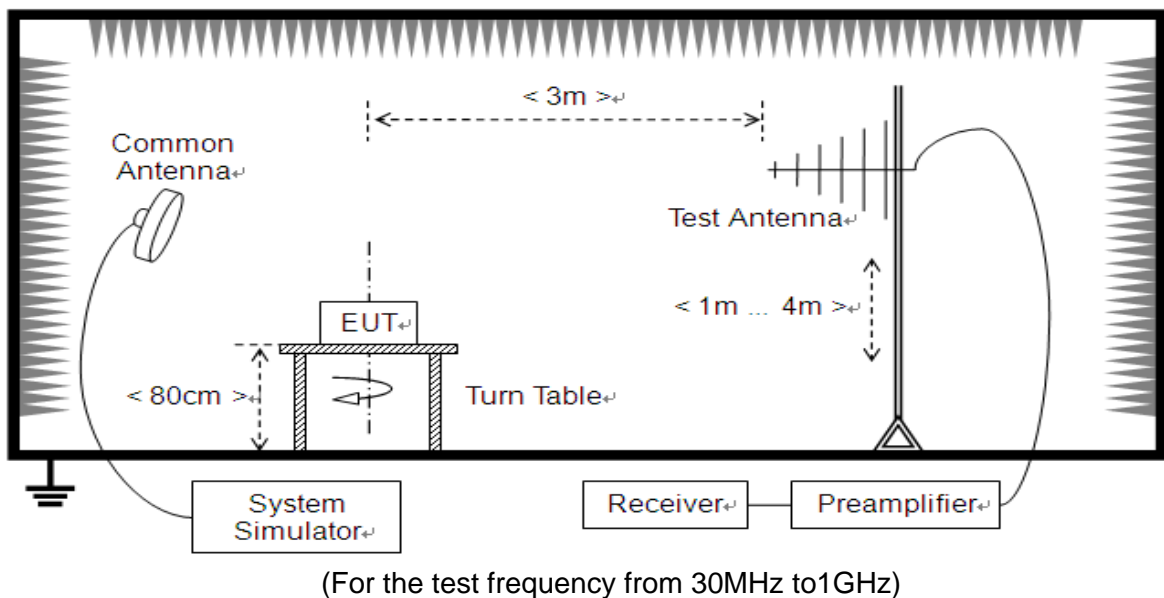 < 3m >↵
Common
Antenna↵
Test Antenna↵
< 1m ... 4m >↵
EUT↵
< 80cm >↵
Turn Table↵
System
Simulator↵
Receiver↵
Preamplifier↵
(For the test frequency from 30MHz to1GHz)